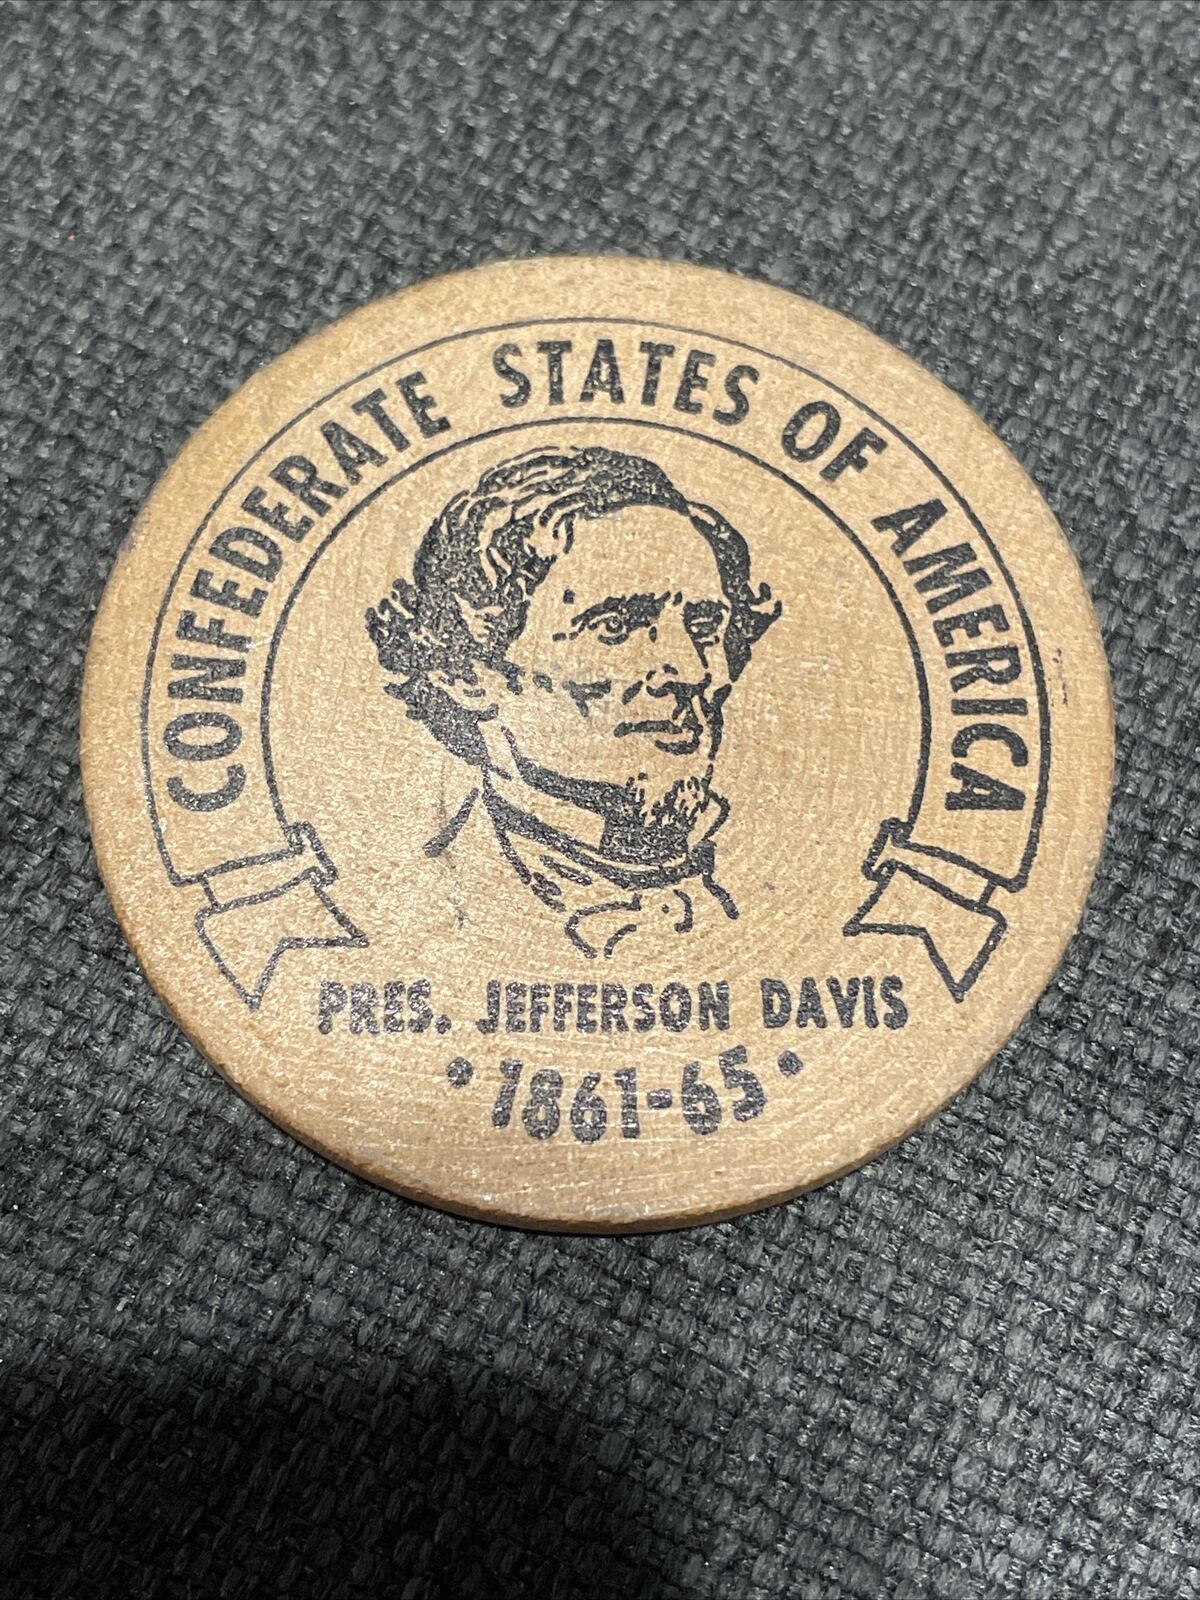 CONFEDERATE STATES OF AMERICA
PRES. JEFFERSON DAVIS
• 1861-65 •